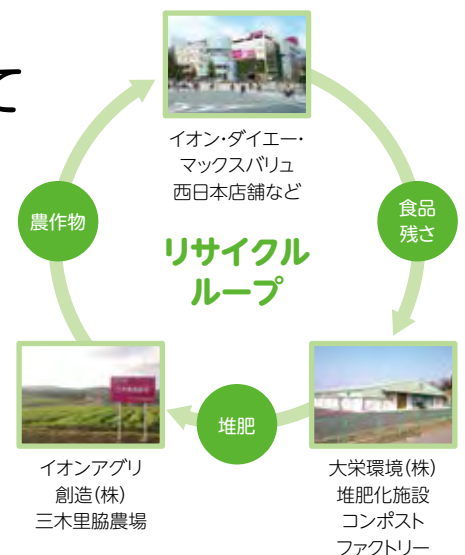 て
イオン・ダイエー・
マックスバリュ
西日本店舗など
農作物
食品
残さ
リサイクル
ループ
堆肥
イオンアグリ
創造(株)
三木里脇農場
大栄環境(株)
堆肥化施設
コンポスト
ファクトリー